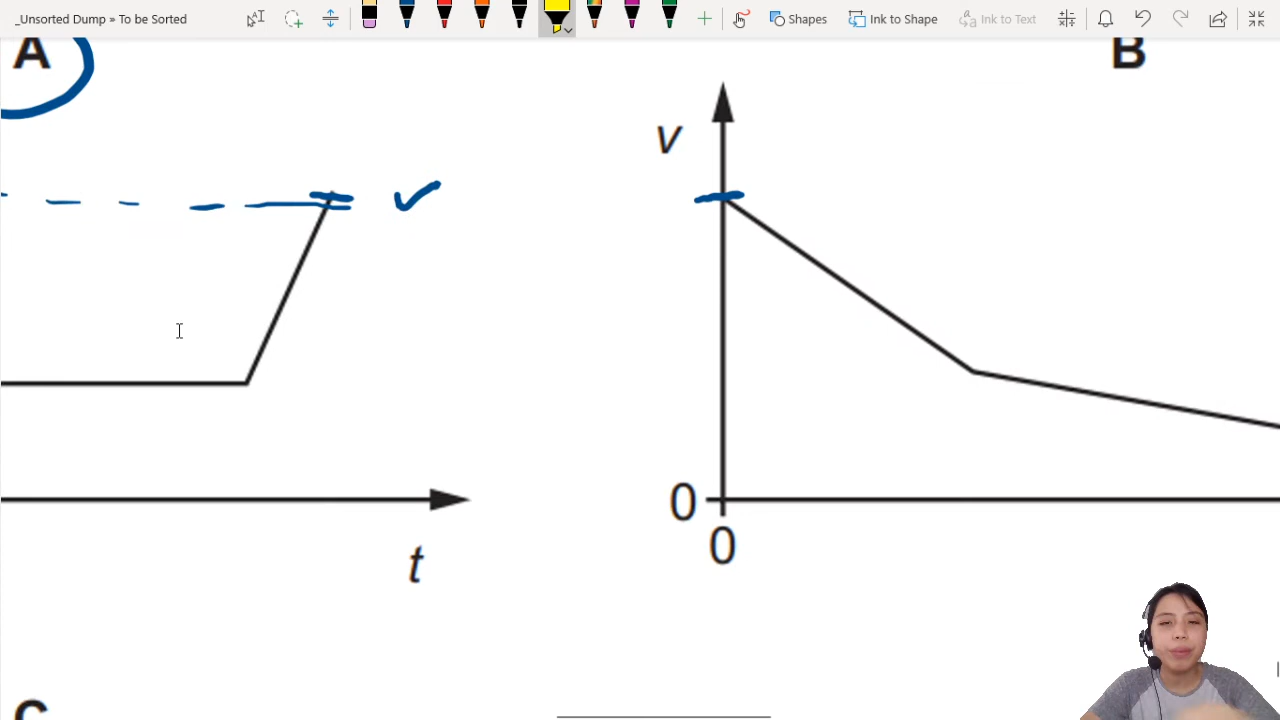 _Unsorted Dump » To be Sorted
Shapes
Ink to Shape
Ink to Text
A
B
v
0
0
t
C